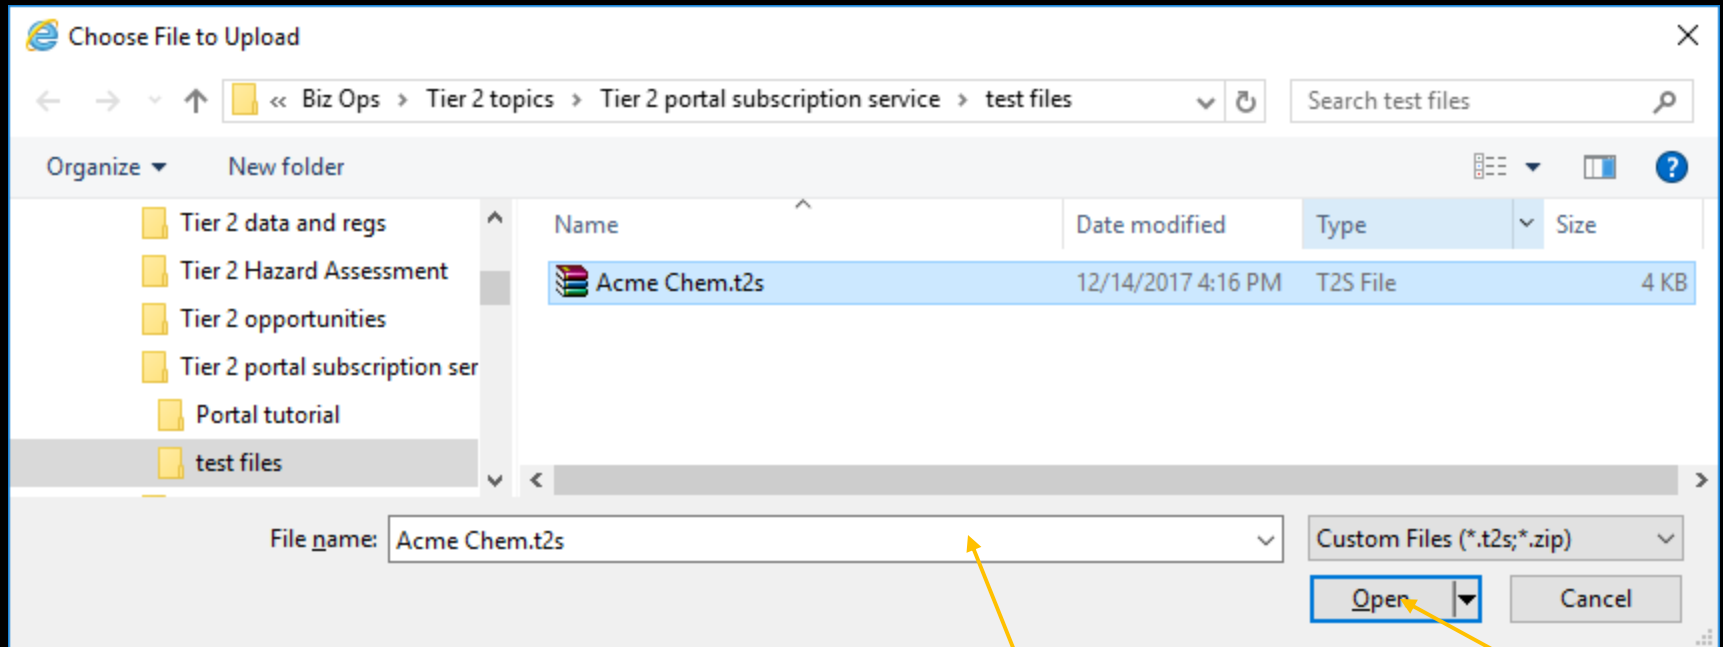 Choose File to Upload
« Biz Ops > Tier 2 topics > Tier 2 portal subscription service > test files
Search test files
Organize
New folder
?
Tier 2 data and regs
Tier 2 Hazard Assessment
Tier 2 opportunities
Tier 2 portal subscription ser
Portal tutorial
test files
Name Date modified Type Size
Acme Chem.t2s 12/14/2017 4:16 PM T2S File 4 KB
File name: Acme Chem.t2s
Custom Files (*.t2s;*.zip)
Open Cancel